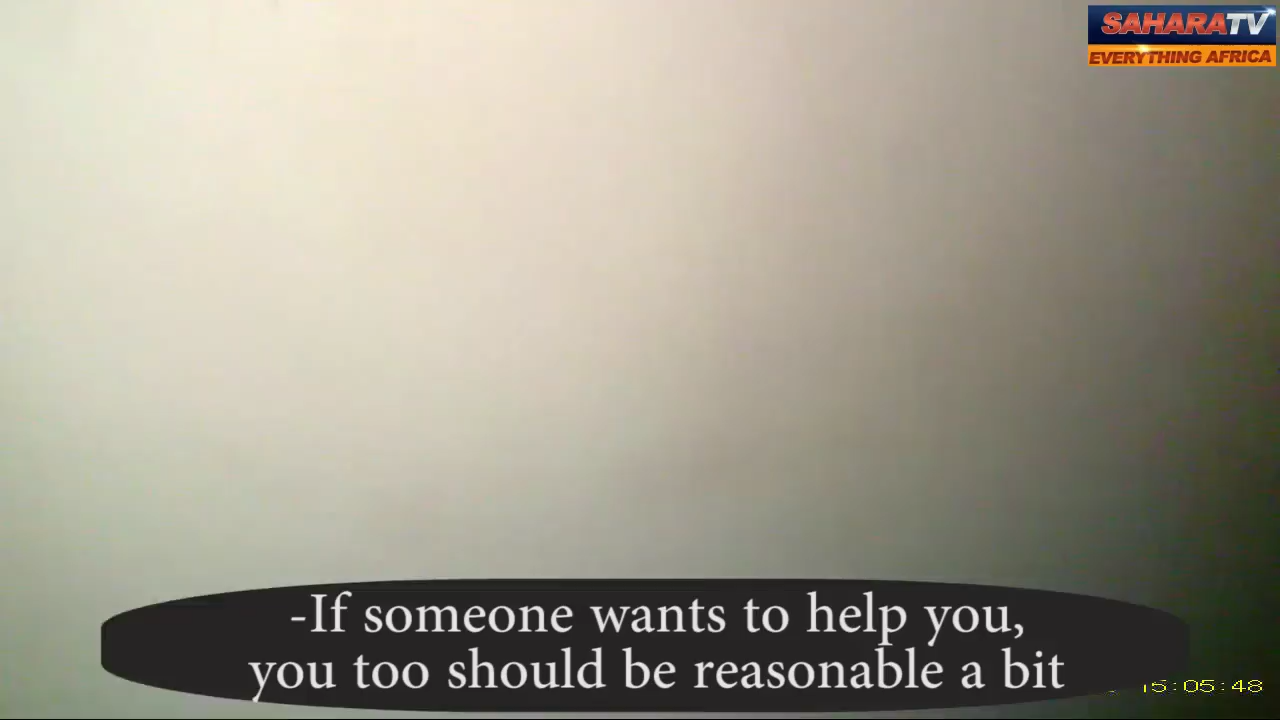 SAHARATV
EVERYTHING AFRICA
-If someone wants to help you,
you too should be reasonable a bit
15:05:48